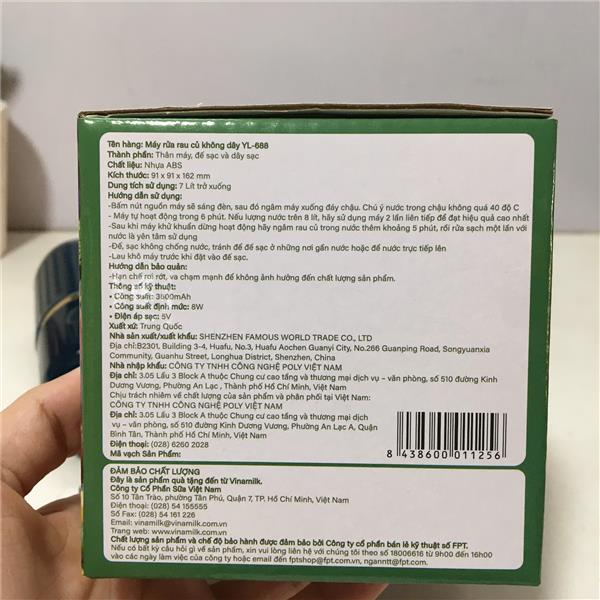 Tên hàng: Máy rửa rau củ không dây YL-688
Thành phần: Thân máy, đế sạc và dây sạc
Chất liệu: Nhựa ABS
Kích thước: 91 x 91 x 162 mm
Dung tích sử dụng: 7 Lít trở xuống
Hướng dẫn sử dụng:
-Bấm nút nguồn máy sẽ sáng đèn, sau đó ngâm máy xuống đáy chậu. Chú ý nước trong chậu không quá 40 độ C
- Máy tự hoạt động trong 6 phút. Nếu lượng nước trên 8 lít, hãy sử dụng máy 2 lần liên tiếp để đạt hiệu quả cao nhất
-Sau khi máy khử khuẩn dừng hoạt động hãy ngâm rau củ trong nước thêm khoảng 5 phút, rồi rửa sạch một lần với
nước là yên tâm sử dụng
-Đế, sạc không chống nước, tránh để đế sạc ở những nơi gần nước hoặc để nước trực tiếp lên
-Lau khô máy trước khi đặt vào đế sạc.
Hướng dẫn bảo quản:
-Hạn chế rơi rớt, va chạm mạnh để không ảnh hưởng đến chất lượng sản phẩm.
Thông số kỹ thuật:
• Công suất: 3500mAh
• Công suất định mức: 8W
• Điện áp sạc: 5V
Xuất xứ: Trung Quốc
Nhà sản xuất/xuất khẩu: SHENZHEN FAMOUS WORLD TRADE CO., LTD
Địa chỉ:B2301, Building 3-4, Huafu, No.3, Huafu Aochen Guanyi City, No.266 Guanping Road, Songyuanxia
Community, Guanhu Street, Longhua District, Shenzhen, China
Nhà nhập khẩu: CÔNG TY TNHH CÔNG NGHỆ POLY VIỆT NAM
Địa chỉ: 3.05 Lầu 3 Block A thuộc Chung cư cao tầng và thương mại dịch vụ – văn phòng, số 510 đường Kinh
Dương Vương, Phường An Lạc , Thành phố Hồ Chí Minh, Việt Nam
Chịu trách nhiệm về chất lượng của sản phẩm và phân phối tại Việt Nam:
CÔNG TY TNHH CÔNG NGHỆ POLY VIỆT NAM
Địa chỉ: 3.05 Lầu 3 Block A thuộc Chung cư cao tầng và thương mại dịch
vụ – văn phòng, số 510 đường Kinh Dương Vương, Phường An Lạc A, Quận
Bình Tân, Thành phố Hồ Chí Minh, Việt Nam
Điện thoại: (028) 6260 2028
Mã vạch Sản Phẩm:
8 438600 011256
ĐẢM BẢO CHẤT LƯỢNG
Đây là sản phẩm quà tặng đến từ Vinamilk.
Công ty Cổ Phần Sữa Việt Nam
Số 10 Tân Trào, phường Tân Phú, Quận 7, TP. Hồ Chí Minh, Việt Nam
Điện thoại: (028) 54 155555
Số Fax: (028) 54 161 226
Email: vinamilk@vinamilk.com.vn
Trang web: www.vinamilk.com.vn
Chất lượng sản phẩm và chế độ bảo hành được đảm bảo bởi Công ty cổ phần bán lẻ kỹ thuật số FPT.
Nếu có bất kỳ câu hỏi gì về sản phẩm, xin vui lòng liên hệ với chúng tôi theo số 18006616 từ 9h00 đến 16h00
vào các ngày làm việc của công ty hoặc email đến fptshop@fpt.com.vn, nganntt@fpt.com.vn